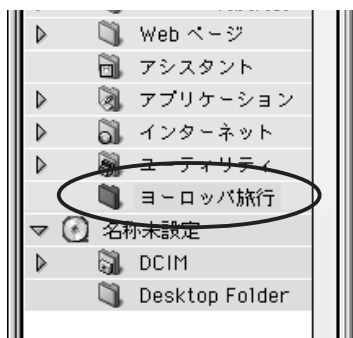 Web ページ
アシスタント
アプリケーション
インターネット
ユーティリティ
ヨーロッパ旅行
名称未設定
DCIM
Desktop Folder